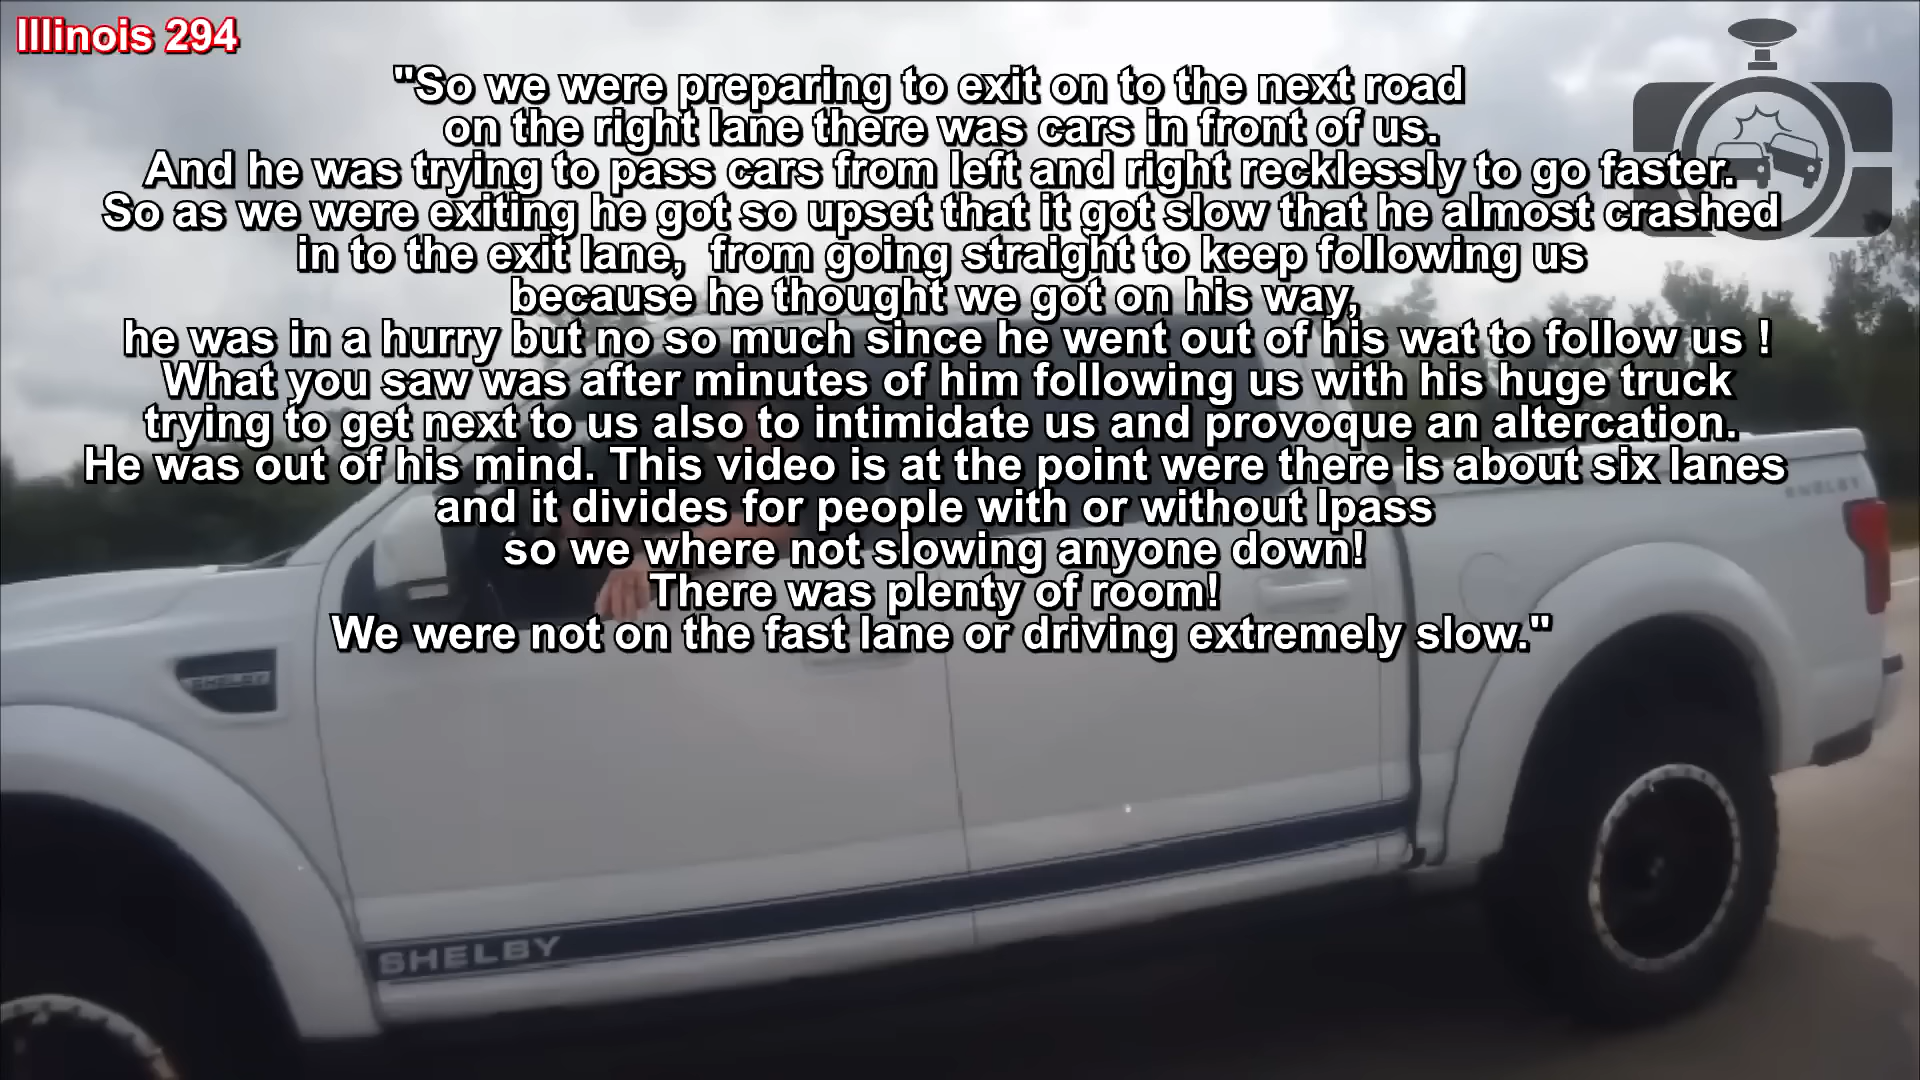 Illinois 294
"So we were preparing to exit on to the next road
on the right lane there was cars in front of us.
And he was trying to pass cars from left and right recklessly to go faster.
So as we were exiting he got so upset that it got slow that he almost crashed
in to the exit lane,  from going straight to keep following us
because he thought we got on his way,
he was in a hurry but no so much since he went out of his wat to follow us !
What you saw was after minutes of him following us with his huge truck
trying to get next to us also to intimidate us and provoque an altercation.
He was out of his mind. This video is at the point were there is about six lanes
and it divides for people with or without Ipass
so we where not slowing anyone down!
There was plenty of room!
We were not on the fast lane or driving extremely slow."
SHELBY
SHELBY
SHELBY